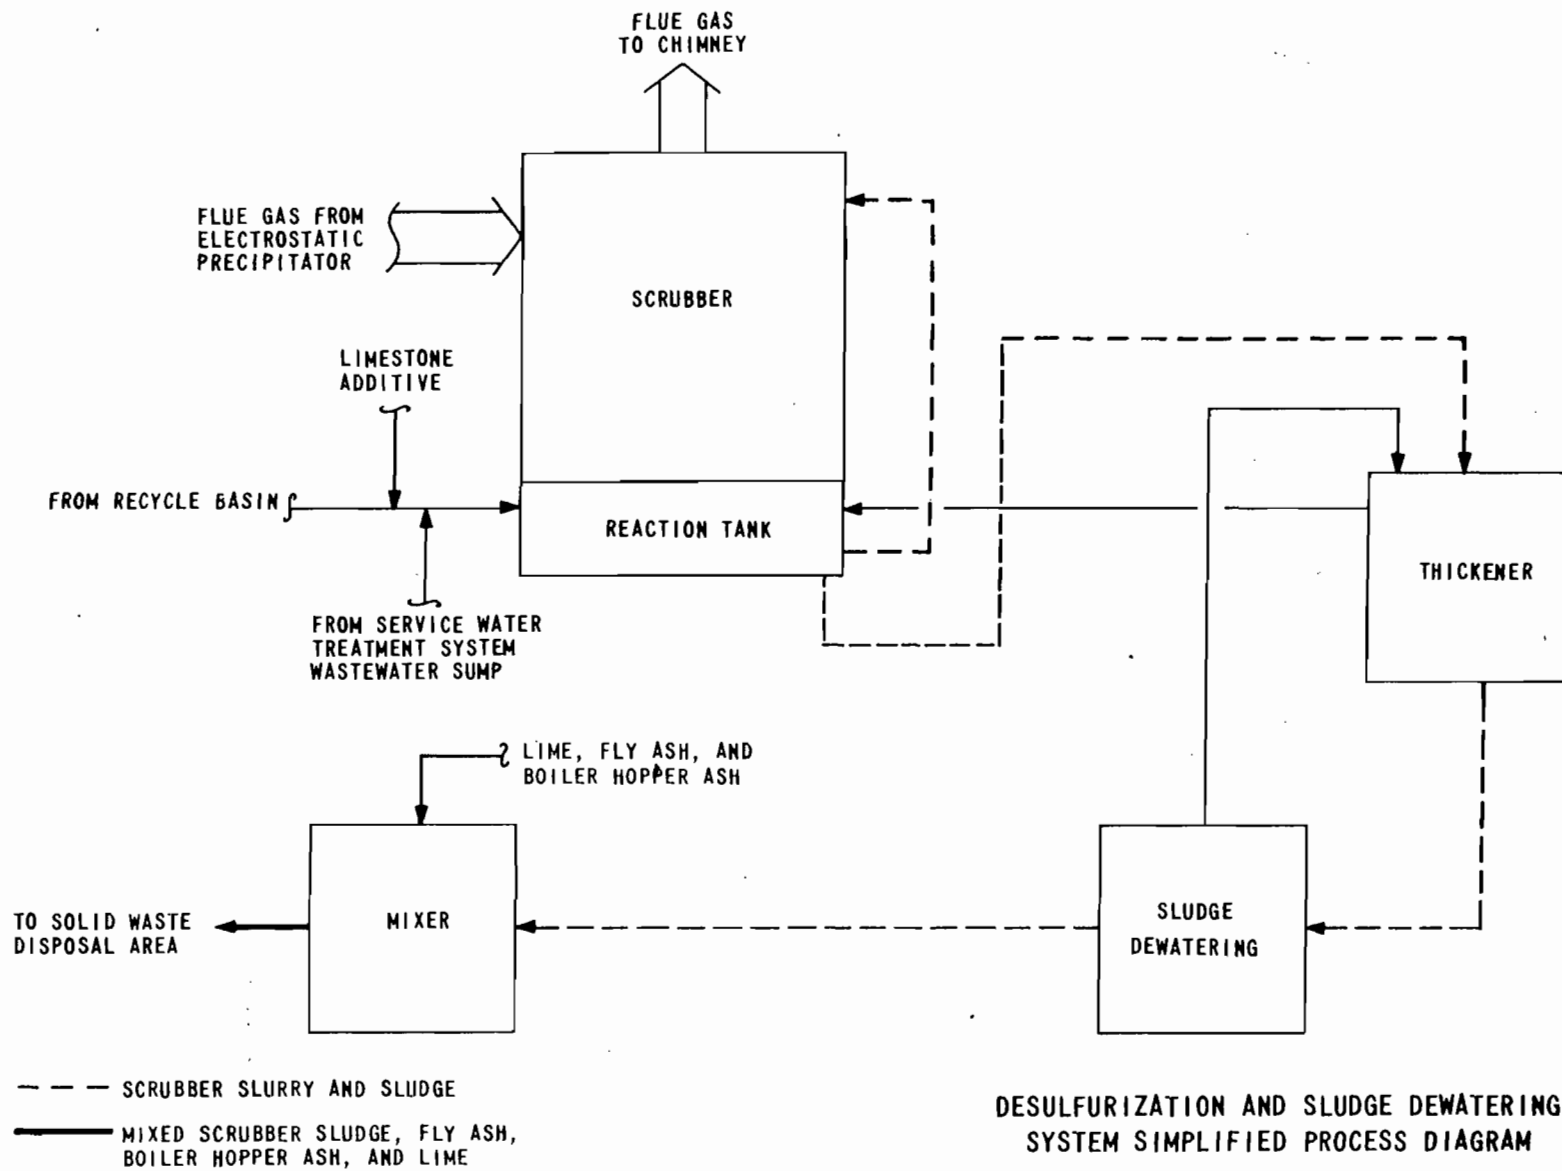 FLUE GAS
TO CHIMNEY
FLUE GAS FROM
ELECTROSTATIC
PRECIPITATOR
SCRUBBER
LIMESTONE
ADDITIVE
FROM RECYCLE BASIN
REACTION TANK
THICKENER
FROM SERVICE WATER
TREATMENT SYSTEM
WASTEWATER SUMP
LIME, FLY ASH, AND
BOILER HOPPER ASH
MIXER
SLUDGE
DEWATERING
TO SOLID WASTE
DISPOSAL AREA
SCRUBBER SLURRY AND SLUDGE
MIXED SCRUBBER SLUDGE, FLY ASH,
BOILER HOPPER ASH, AND LIME
DESULFURIZATION AND SLUDGE DEWATERING
SYSTEM SIMPLIFIED PROCESS DIAGRAM